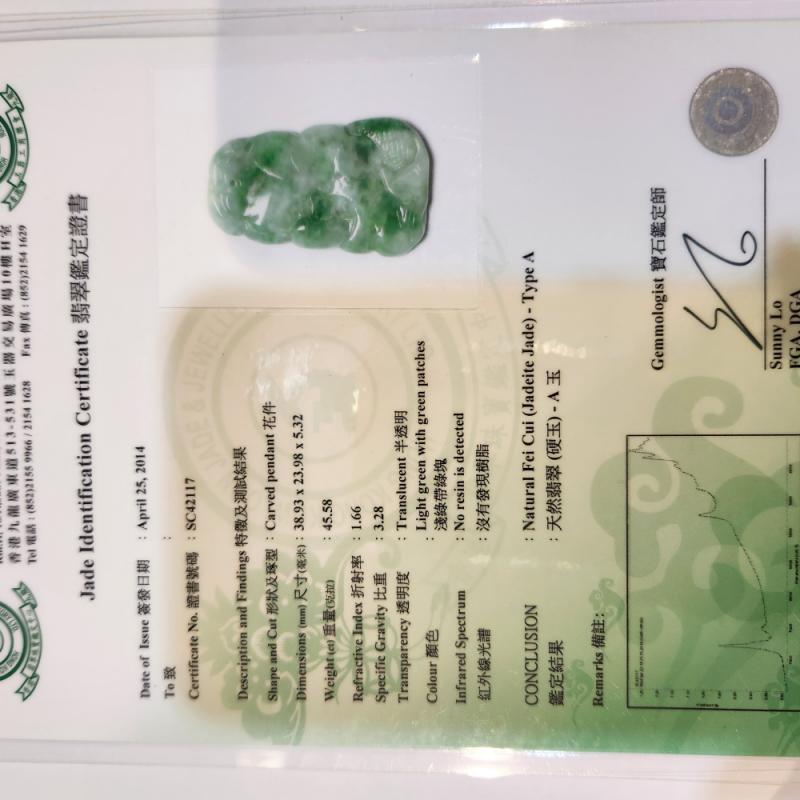 香港九龍廣東道513-531號玉器交易廣場10樓H室
Tel 電話 : (852)2155 9966 / 2154 1628 Fax 傳真 : (852)2154 1629
Jade Identification Certificate 翡翠鑑定證書
Date of Issue 簽發日期 : April 25, 2014
To 致 :
Certificate No. 證書號碼 : SC42117
Description and Findings 特徵及測試結果
Shape and Cut 形狀及琢型 : Carved pendant 花件
Dimensions (mm) 尺寸(毫米) : 38.93 x 23.98 x 5.32
Weight (ct) 重量(克拉) : 45.58
Refractive Index 折射率 : 1.66
Specific Gravity 比重 : 3.28
Transparency 透明度 : Translucent 半透明
Colour 顏色 : Light green with green patches
淺綠帶綠塊
Infrared Spectrum : No resin is detected
紅外線光譜 : 沒有發現樹脂
CONCLUSION : Natural Fei Cui (Jadeite Jade) - Type A
鑑定結果 : 天然翡翠 (硬玉) - A 玉
Remarks 備註:
Gemmologist 寶石鑑定師
Sunny Lo
FGA, DGA